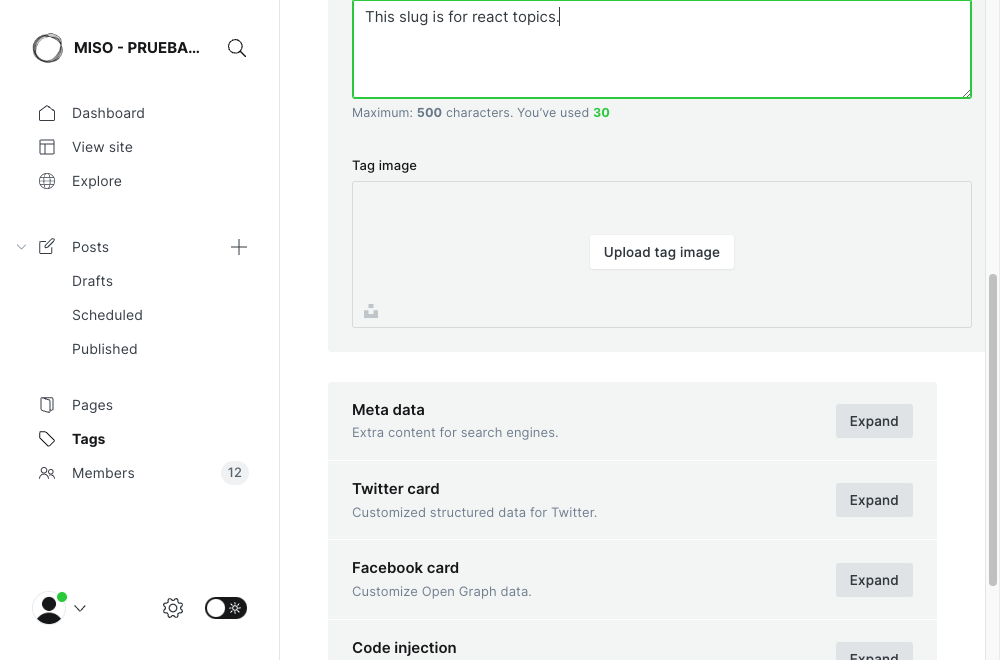 MISO - PRUEBA...
Dashboard
View site
Explore
Posts
Drafts
Scheduled
Published
Pages
Tags
Members
12
This slug is for react topics.
Maximum: 500 characters. You’ve used 30
Tag image
Upload tag image
Meta data
Extra content for search engines.
Expand
Twitter card
Customized structured data for Twitter.
Expand
Facebook card
Customize Open Graph data.
Expand
Code injection
Expand